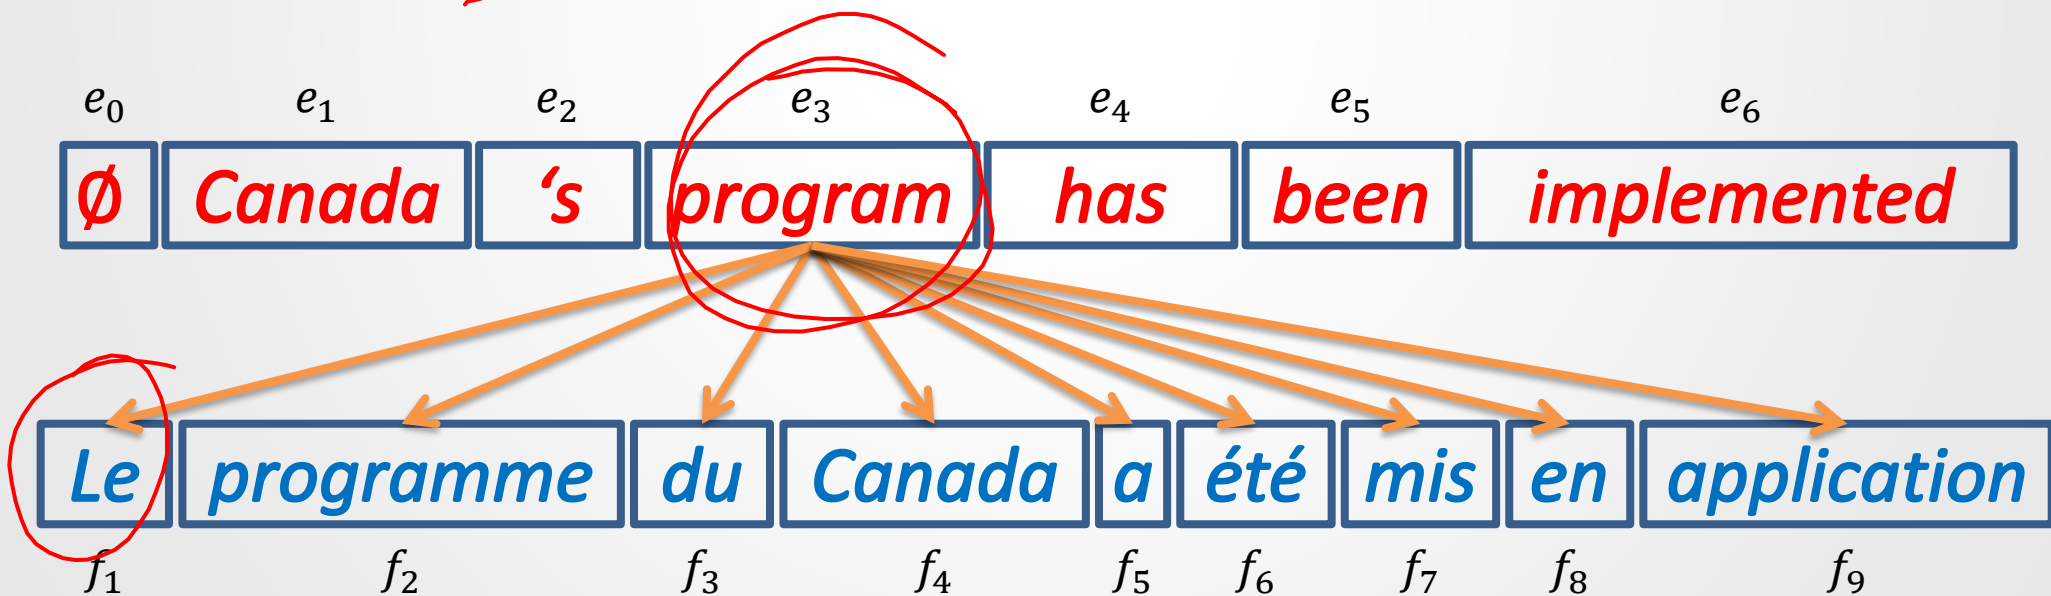 e₀ e₁ e₂ e₃ e₄ e₅ e₆
Ø Canada ‘s program has been implemented
Le programme du Canada a été mis en application
f₁ f₂ f₃ f₄ f₅ f₆ f₇ f₈ f₉